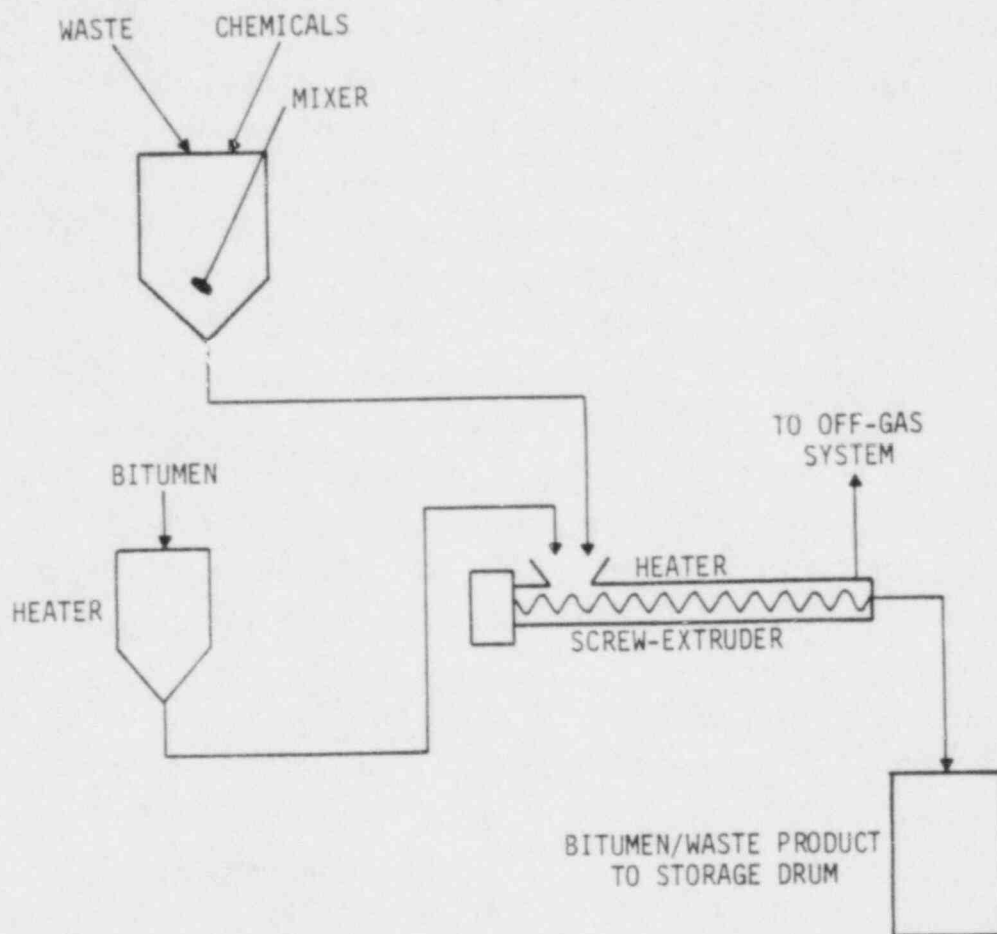 WASTE
CHEMICALS
MIXER
TO OFF-GAS
SYSTEM
BITUMEN
HEATER
HEATER
SCREW-EXTRUDER
BITUMEN/WASTE PRODUCT
TO STORAGE DRUM